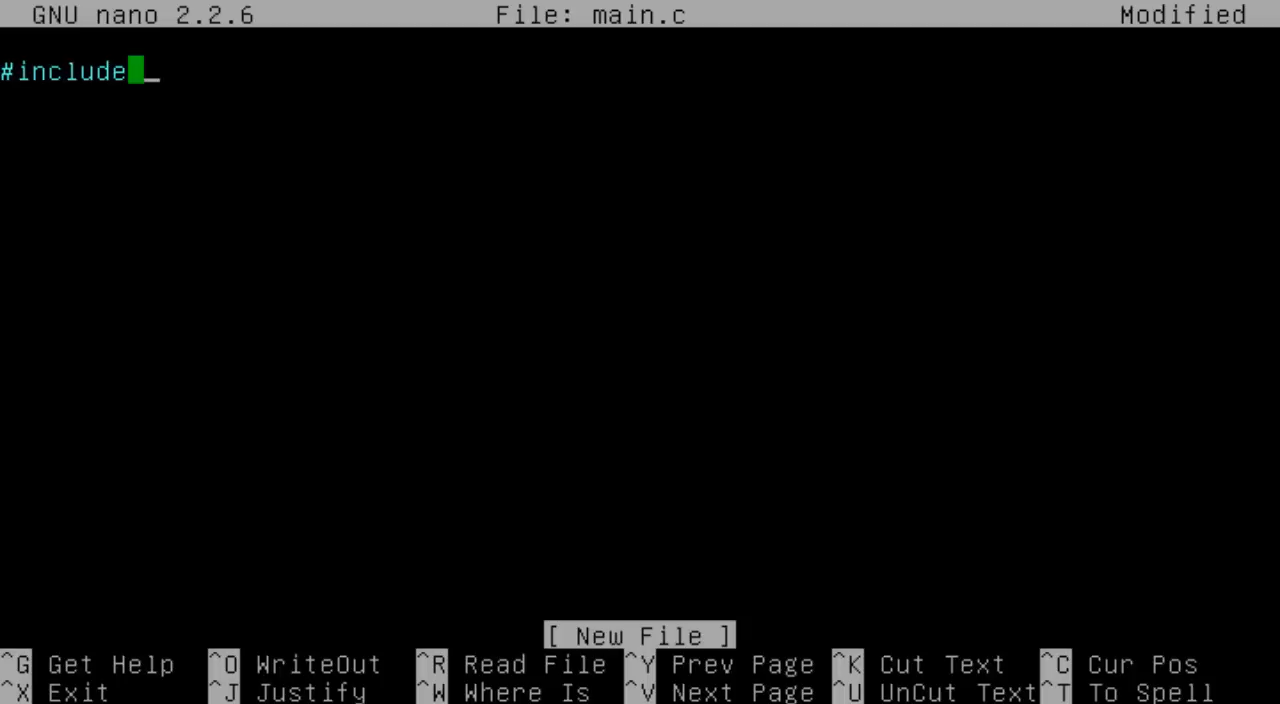 GNU nano 2.2.6 File: main.c Modified
#include
[ New File ]
^G Get Help ^O WriteOut ^R Read File ^Y Prev Page ^K Cut Text ^C Cur Pos
^X Exit ^J Justify ^W Where Is ^V Next Page ^U UnCut Text ^T To Spell